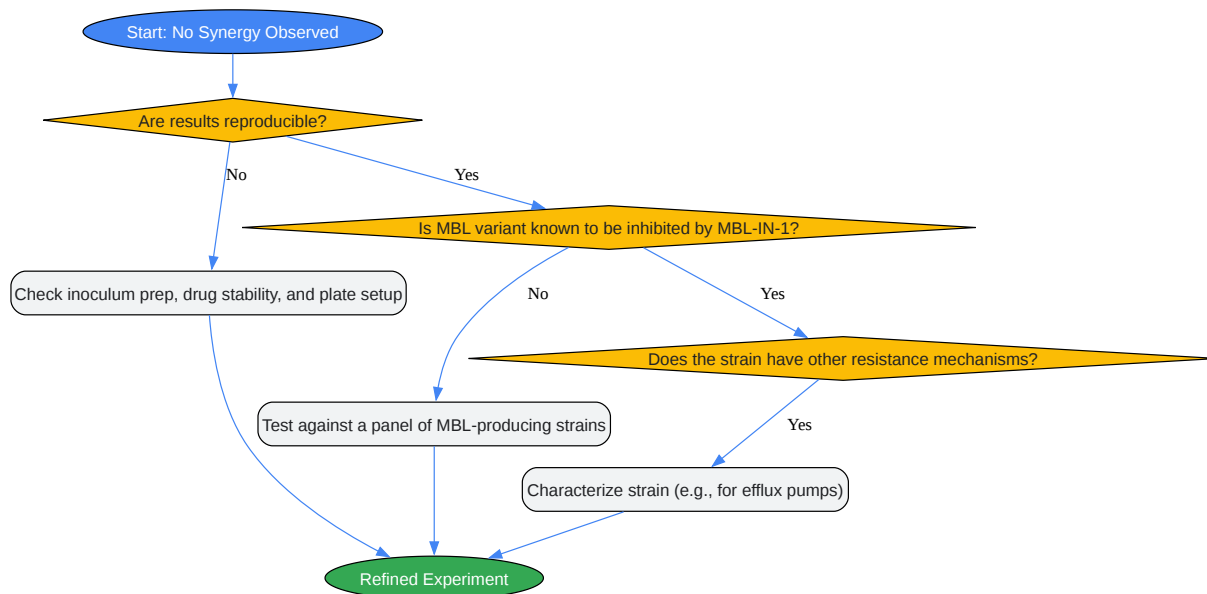 Start: No Synergy Observed
Are results reproducible?
No
Yes
Is MBL variant known to be inhibited by MBL-IN-1?
Check inoculum prep, drug stability, and plate setup
No
Yes
Does the strain have other resistance mechanisms?
Test against a panel of MBL-producing strains
Yes
Characterize strain (e.g., for efflux pumps)
Refined Experiment